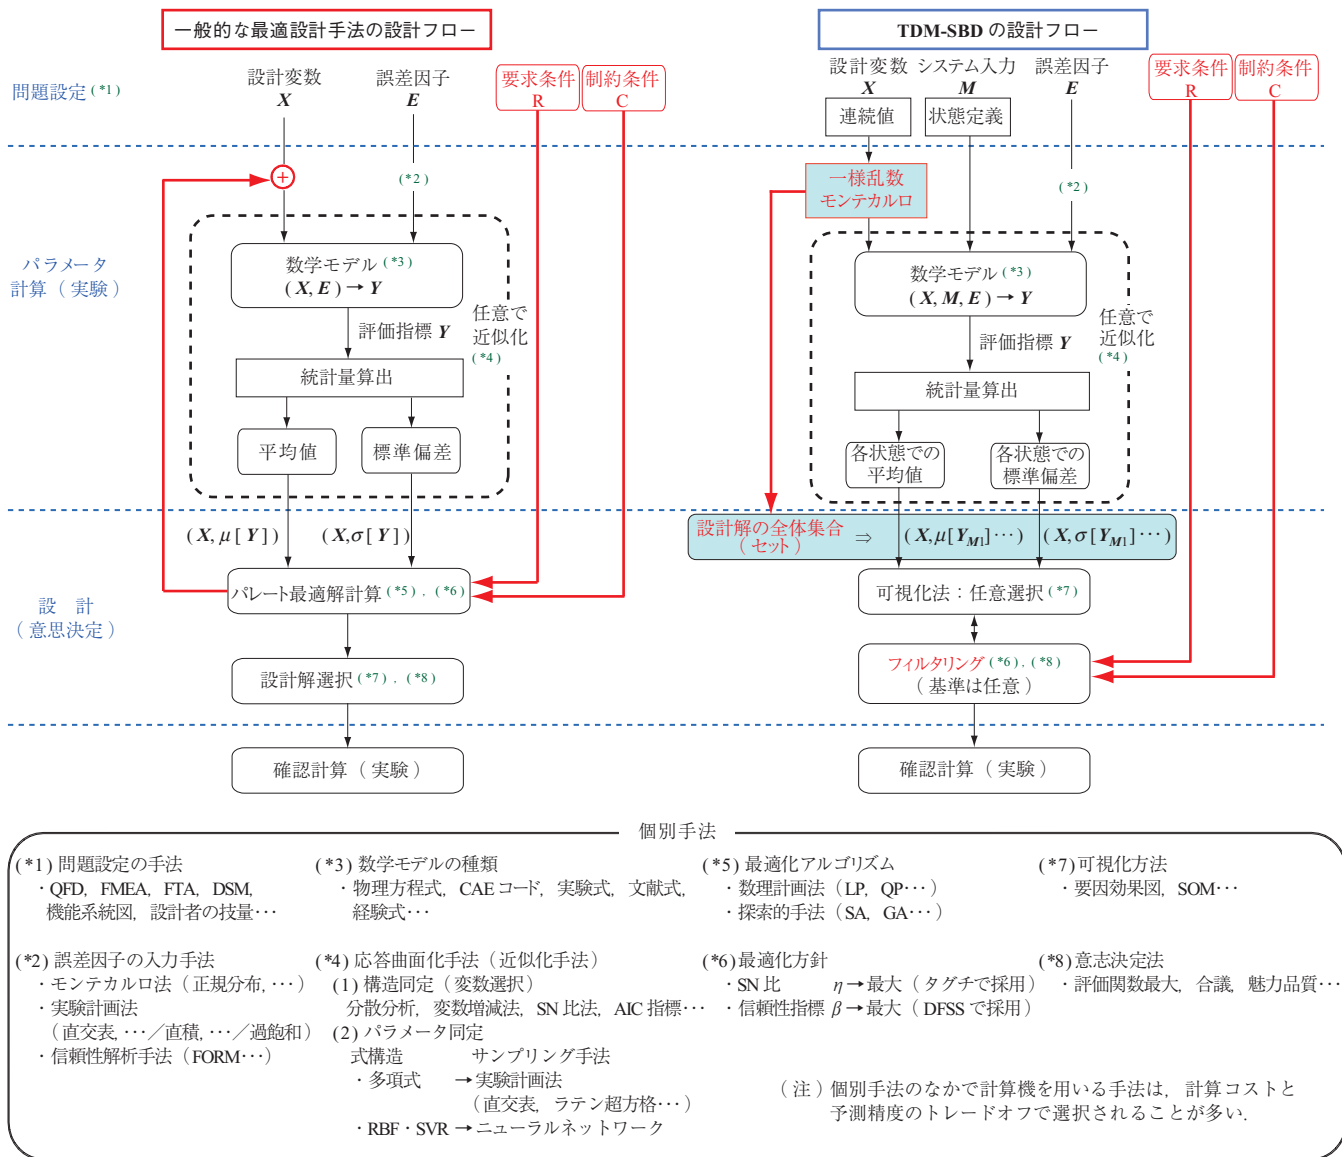 一般的な最適設計手法の設計フロー
問題設定 (*1)
設計変数
X
誤差因子
E
要求条件
R
制約条件
C
+
(*2)
パラメータ
計算（実験）
数学モデル (*3)
(X, E) → Y
評価指標 Y
任意で
近似化
(*4)
統計量算出
平均値
標準偏差
(X, μ[Y])
(X, σ[Y])
設　計
（意思決定）
パレート最適解計算 (*5), (*6)
設計解選択 (*7), (*8)
確認計算（実験）
TDM-SBD の設計フロー
設計変数
X
システム入力
M
誤差因子
E
要求条件
R
制約条件
C
連続値
状態定義
一様乱数
モンテカルロ
(*2)
数学モデル (*3)
(X, M, E) → Y
評価指標 Y
任意で
近似化
(*4)
統計量算出
各状態での
平均値
各状態での
標準偏差
設計解の全体集合
（セット）
⇒ (X, μ[Y_M1]…) (X, σ[Y_M1]…)
可視化法：任意選択 (*7)
フィルタリング (*6), (*8)
（基準は任意）
確認計算（実験）
個別手法
(*1) 問題設定の手法
・QFD, FMEA, FTA, DSM,
機能系統図, 設計者の技量…
(*2) 誤差因子の入力手法
・モンテカルロ法（正規分布, …）
・実験計画法
（直交表, …／直積, …／過飽和）
・信頼性解析手法（FORM…）
(*3) 数学モデルの種類
・物理方程式, CAE コード, 実験式, 文献式,
経験式…
(*4) 応答曲面化手法（近似化手法）
(1) 構造同定（変数選択）
分散分析, 変数増減法, SN 比法, AIC 指標…
(2) パラメータ同定
式構造　サンプリング手法
・多項式 → 実験計画法
（直交表, ラテン超方格…）
・RBF・SVR → ニューラルネットワーク
(*5) 最適化アルゴリズム
・数理計画法（LP, QP…）
・探索的手法（SA, GA…）
(*6) 最適化方針
・SN 比　η → 最大（タグチで採用）
・信頼性指標 β → 最大（DFSS で採用）
(*7) 可視化方法
・要因効果図, SOM…
(*8) 意志決定法
・評価関数最大, 合議, 魅力品質…
（注）個別手法のなかで計算機を用いる手法は, 計算コストと
予測精度のトレードオフで選択されることが多い.